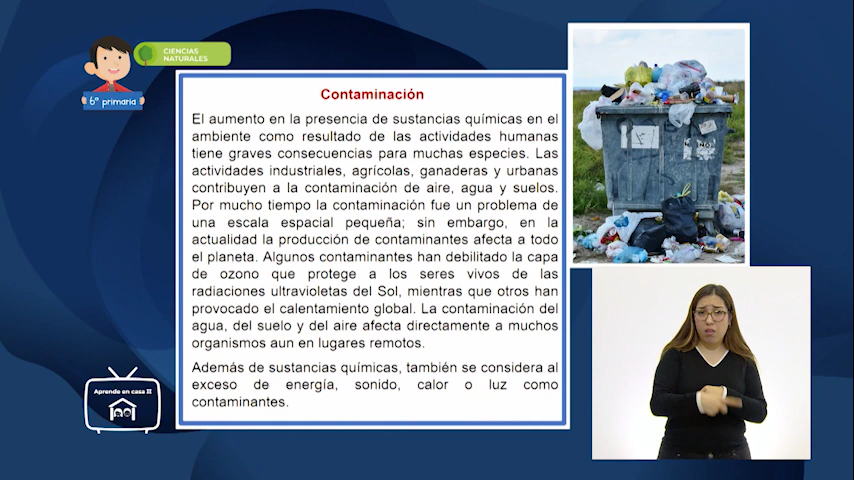 CIENCIAS
NATURALES
6° primaria
Contaminación
El aumento en la presencia de sustancias químicas en el
ambiente como resultado de las actividades humanas
tiene graves consecuencias para muchas especies. Las
actividades industriales, agrícolas, ganaderas y urbanas
contribuyen a la contaminación de aire, agua y suelos.
Por mucho tiempo la contaminación fue un problema de
una escala espacial pequeña; sin embargo, en la
actualidad la producción de contaminantes afecta a todo
el planeta. Algunos contaminantes han debilitado la capa
de ozono que protege a los seres vivos de las
radiaciones ultravioletas del Sol, mientras que otros han
provocado el calentamiento global. La contaminación del
agua, del suelo y del aire afecta directamente a muchos
organismos aun en lugares remotos.
Además de sustancias químicas, también se considera al
exceso de energía, sonido, calor o luz como
contaminantes.
Aprende en casa II